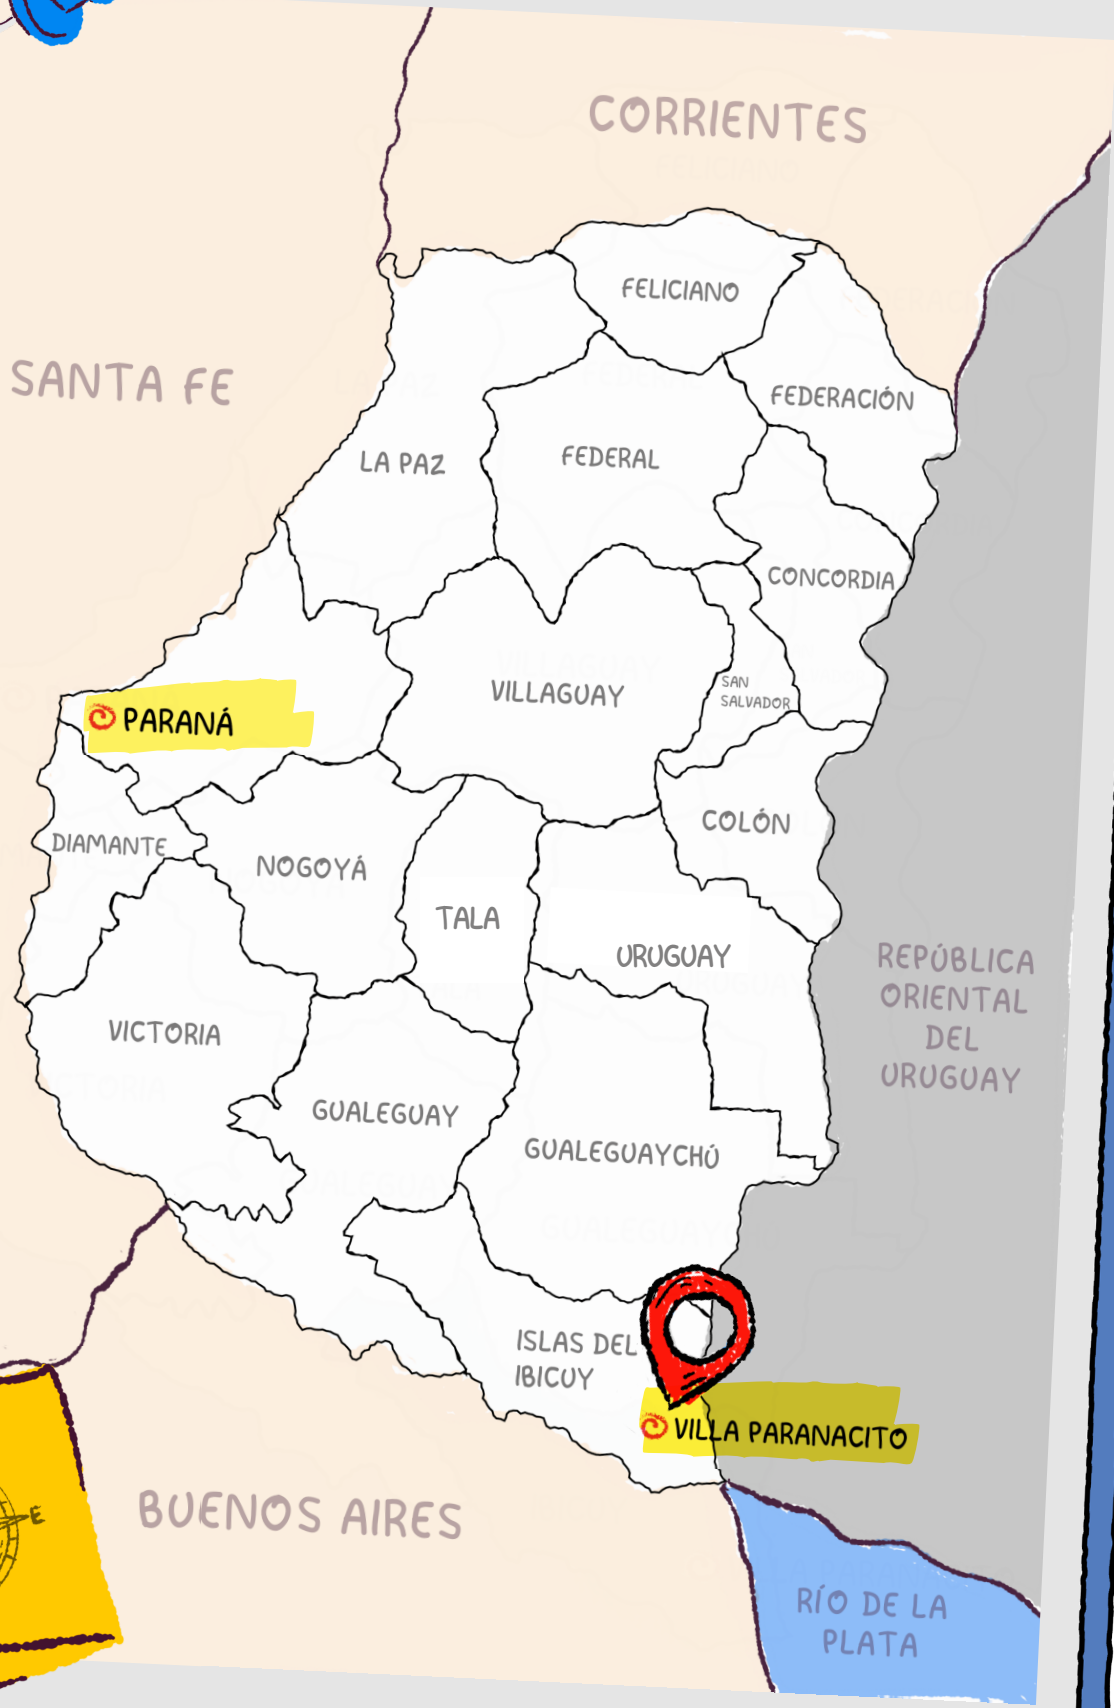 CORRIENTES
FELICIANO
SANTA FE
FEDERACIÓN
LA PAZ
FEDERAL
CONCORDIA
VILLAGUAY
SAN
SALVADOR
PARANÁ
COLÓN
DIAMANTE
NOGOYÁ
TALA
URUGUAY
REPÚBLICA
ORIENTAL
DEL
URUGUAY
VICTORIA
GUALEGUAY
GUALEGUAYCHÚ
ISLAS DEL
IBICUY
VILLA PARANACITO
BUENOS AIRES
E
RÍO DE LA
PLATA